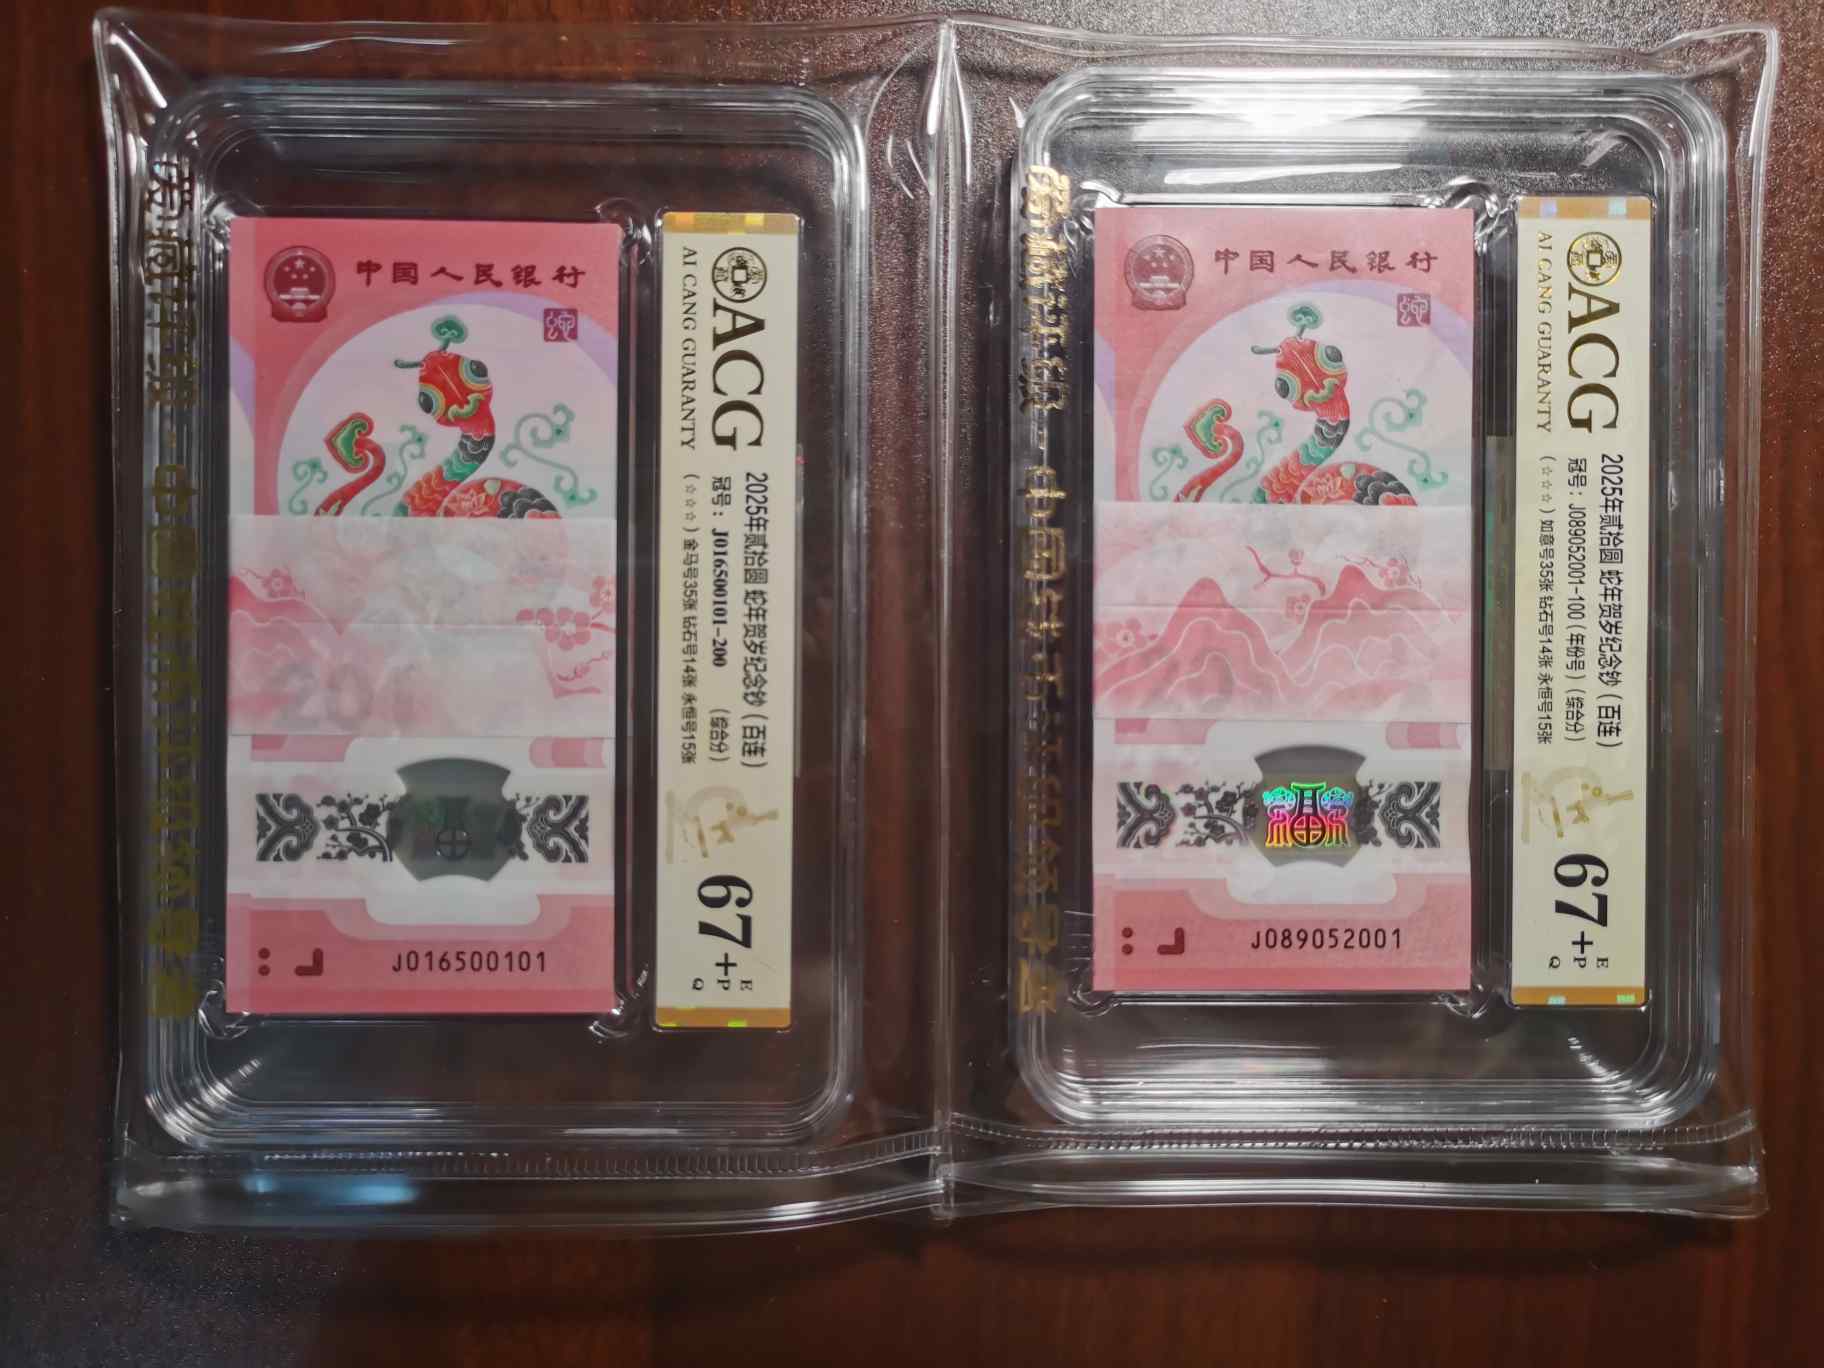 中国人民银行
J016500101
ACG
AI CANG GUARANTY
2025年贰拾圆 蛇年贺岁纪念钞（百连）
冠号：J016500101-200 （综合分）
（☆☆☆）金马号35张 钻石号14张 永恒号15张
67+
E
P
Q
中国人民银行
J089052001
ACG
AI CANG GUARANTY
2025年贰拾圆 蛇年贺岁纪念钞（百连）
冠号：J089052001-100（年份号）（综合分）
（☆☆☆）如意号35张 钻石号14张 永恒号15张
67+
E
P
Q